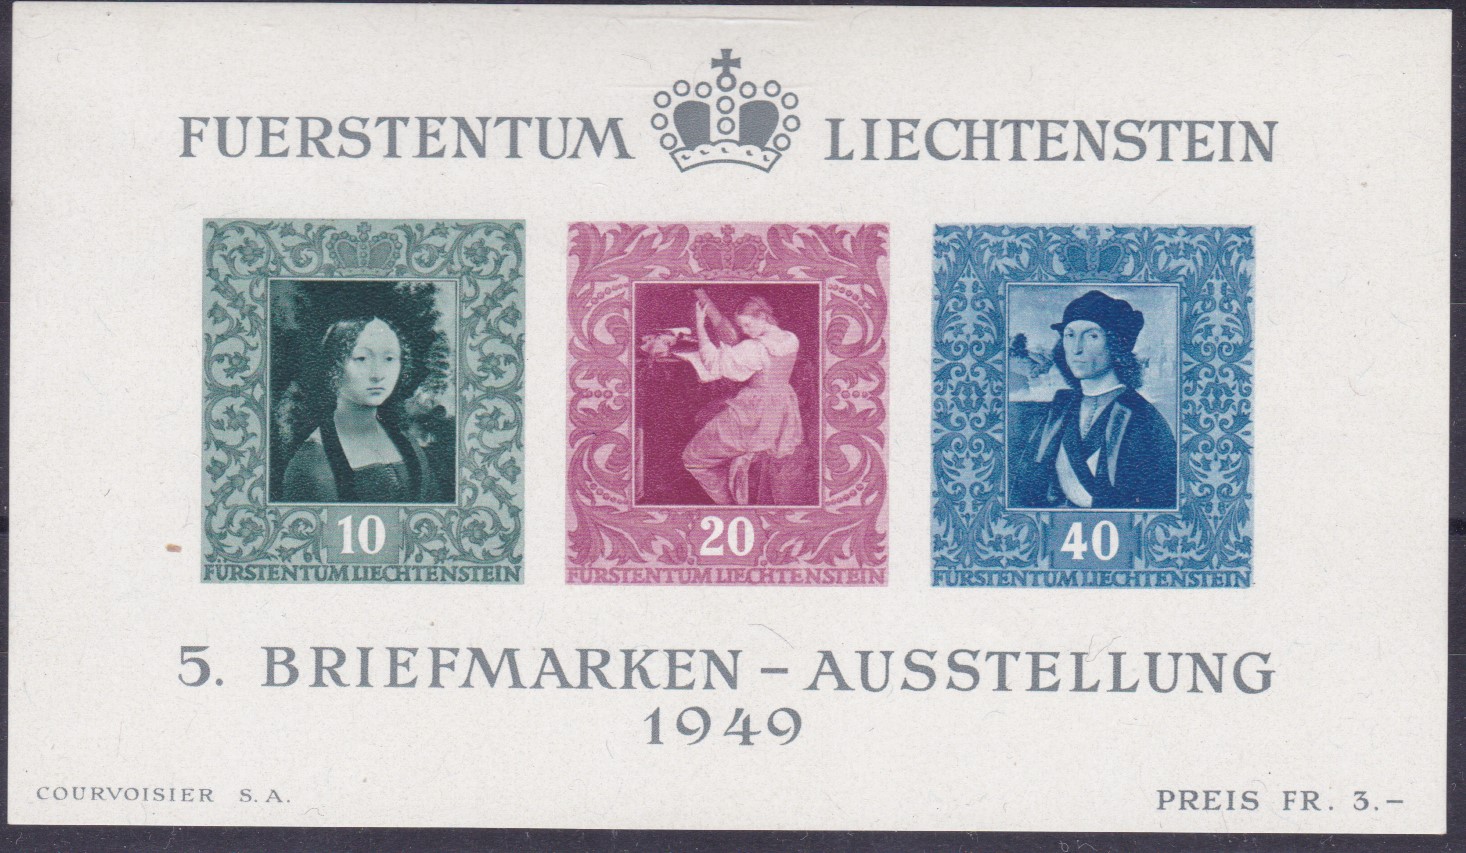 FUERSTENTUM LIECHTENSTEIN
10 20 40
FÜRSTENTUM LIECHTENSTEIN FÜRSTENTUM LIECHTENSTEIN FÜRSTENTUM LIECHTENSTEIN
5. BRIEFMARKEN – AUSSTELLUNG
1949
COURVOISIER S.A. PREIS FR. 3.–